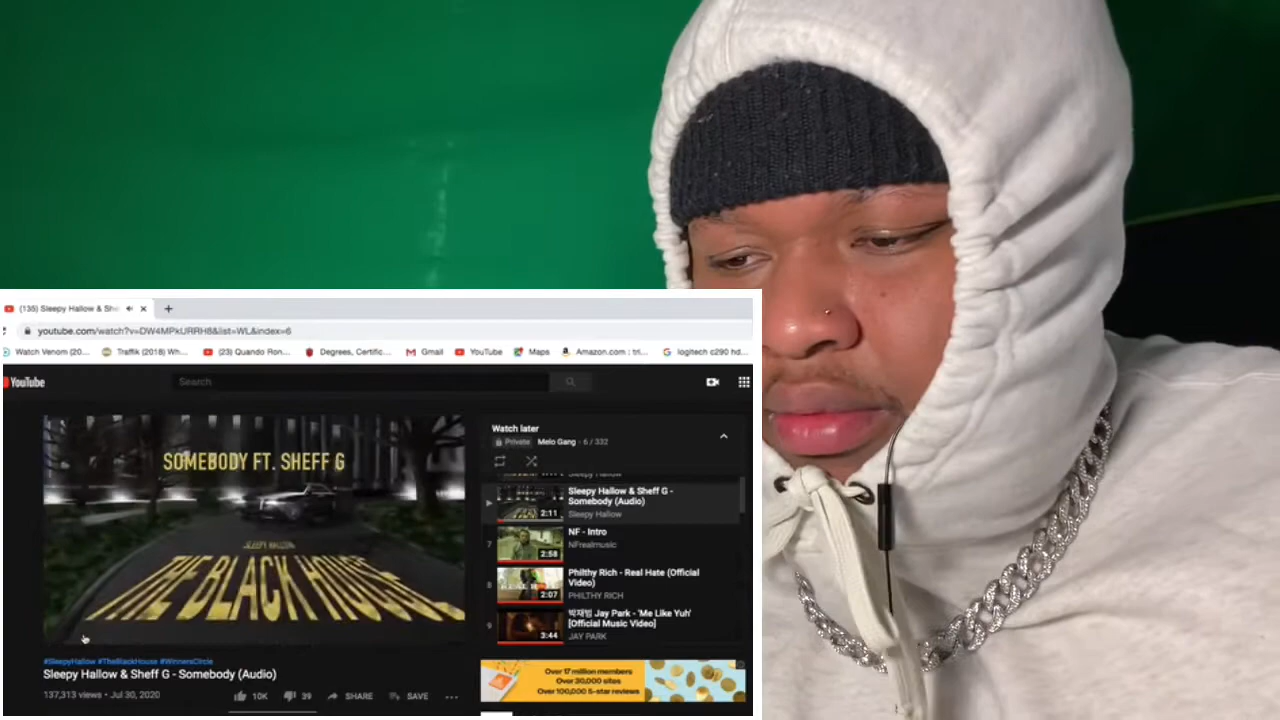 (135) Sleepy Hallow & She
youtube.com/watch?v=DW4MPkURRH8&list=WL&index=6
Watch Venom (20... Traffik (2018) Wh... (23) Quando Ron... Degrees, Certific... Gmail YouTube Maps Amazon.com : tri... logitech c290 hd...
YouTube
Search
SOMEBODY FT. SHEFF G
SLEEPY HALLOW
THE BLACK HOUSE
Watch later
Private Melo Gang - 6 / 332
Sleepy Hallow
Sleepy Hallow & Sheff G -
Somebody (Audio)
Sleepy Hallow
2:11
7
NF - Intro
NFrealmusic
2:58
8
Philthy Rich - Real Hate (Official
Video)
PHILTHY RICH
2:07
9
박재범 Jay Park - 'Me Like Yuh'
[Official Music Video]
JAY PARK
3:44
#SleepyHallow #TheBlackHouse #WinnersCircle
Sleepy Hallow & Sheff G - Somebody (Audio)
137,313 views • Jul 30, 2020
10K 39 SHARE SAVE
Over 17 million members
Over 30,000 sites
Over 100,000 5-star reviews